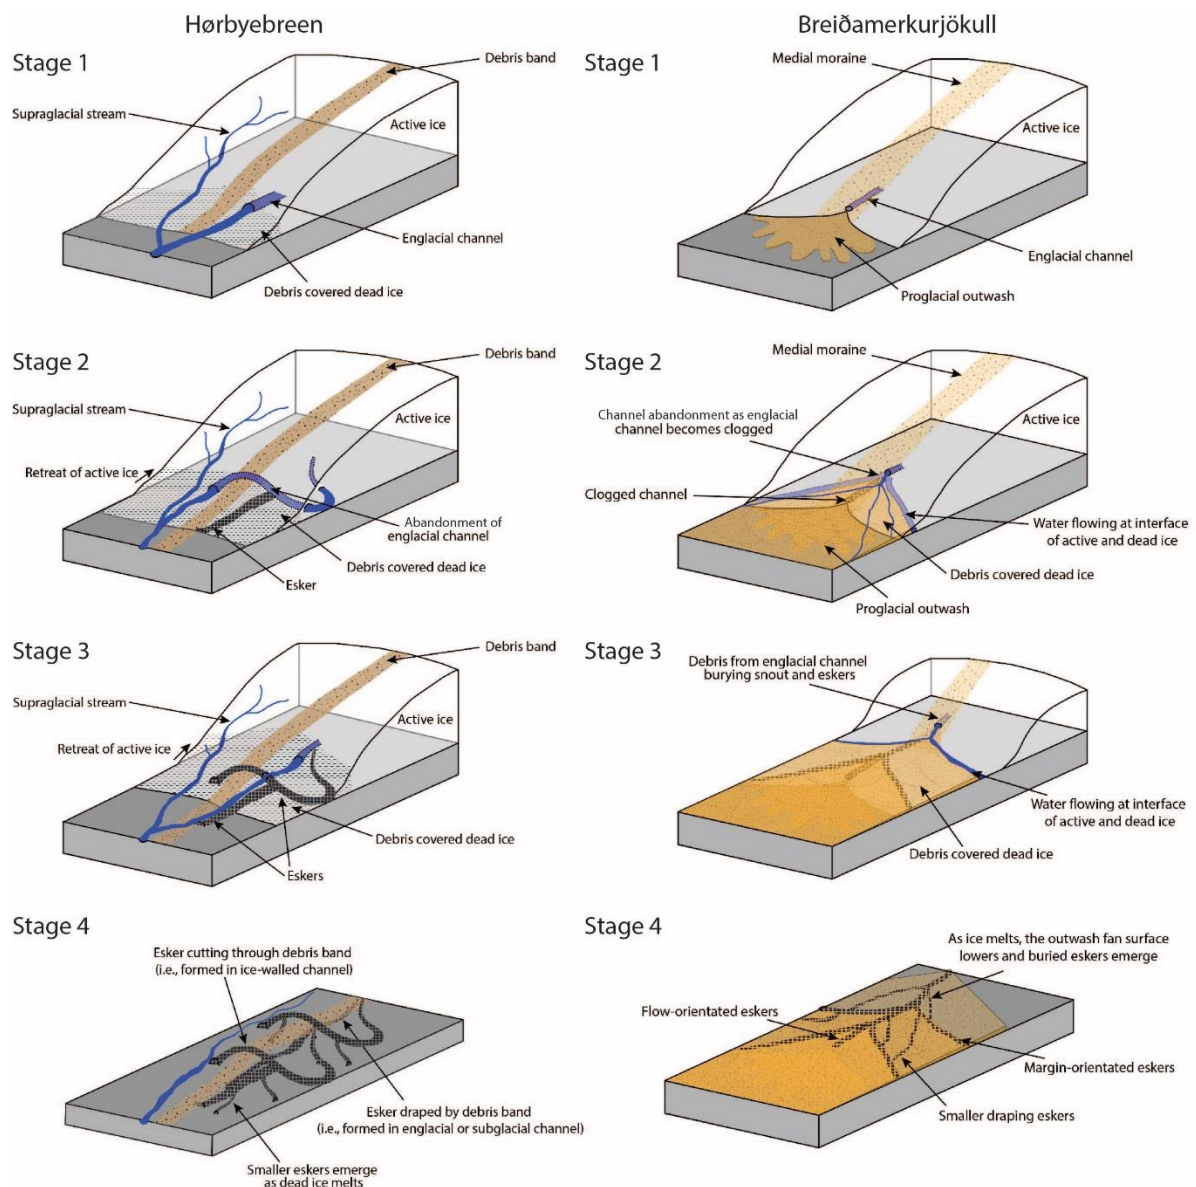 Hørbyebreen
Stage 1
Debris band
Supraglacial stream
Active ice
Englacial channel
Debris covered dead ice
Stage 2
Debris band
Supraglacial stream
Active ice
Retreat of active ice
Abandonment of
englacial channel
Debris covered dead ice
Esker
Stage 3
Debris band
Supraglacial stream
Active ice
Retreat of active ice
Debris covered dead ice
Eskers
Stage 4
Esker cutting through debris band
(i.e., formed in ice-walled channel)
Esker draped by debris band
(i.e., formed in englacial or subglacial channel)
Smaller eskers emerge
as dead ice melts
Breiðamerkurjökull
Stage 1
Medial moraine
Active ice
Englacial channel
Proglacial outwash
Stage 2
Medial moraine
Channel abandonment as englacial
channel becomes clogged
Active ice
Clogged channel
Water flowing at interface
of active and dead ice
Debris covered dead ice
Proglacial outwash
Stage 3
Debris from englacial channel
burying snout and eskers
Active ice
Water flowing at interface
of active and dead ice
Debris covered dead ice
Stage 4
As ice melts, the outwash fan surface
lowers and buried eskers emerge
Flow-orientated eskers
Margin-orientated eskers
Smaller draping eskers